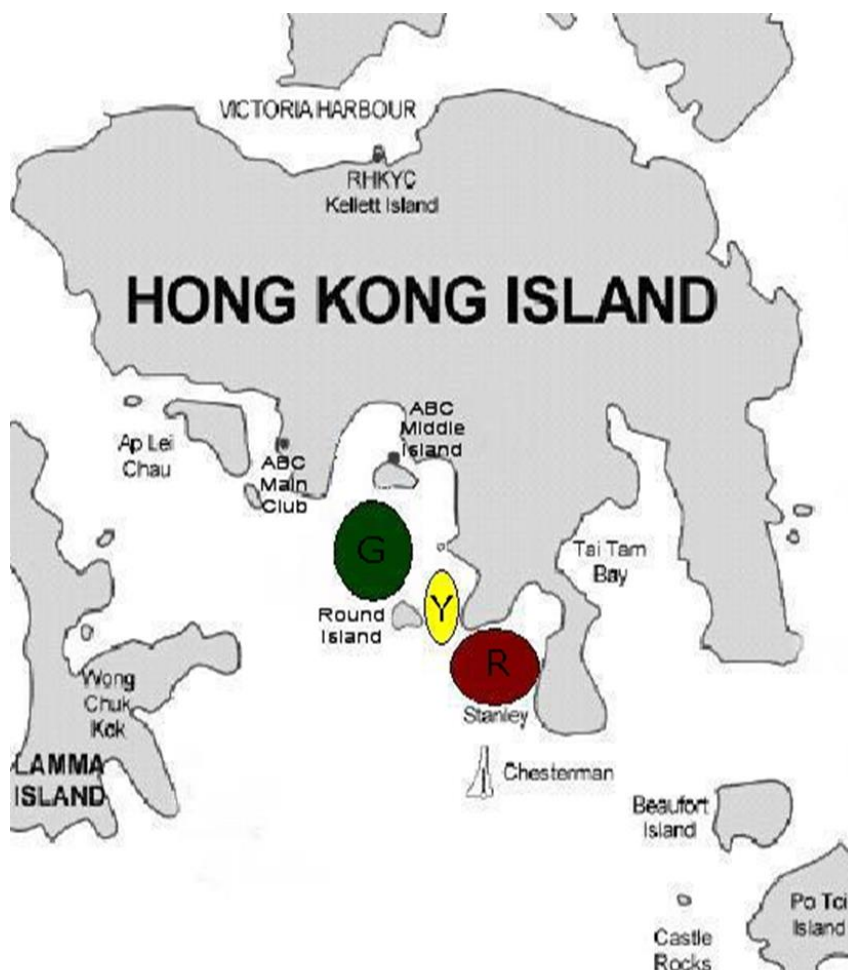 VICTORIA HARBOUR
RHKYC
Kellett Island
HONG KONG ISLAND
ABC
Middle
Island
Ap Lei
Chau
ABC
Main
Club
G
Tai Tam
Bay
Round
Island
Y
R
Wong
Chuk
Kok
Stanley
LAMMA
ISLAND
Chesterman
Beaufort
Island
Po Toi
Island
Castle
Rocks